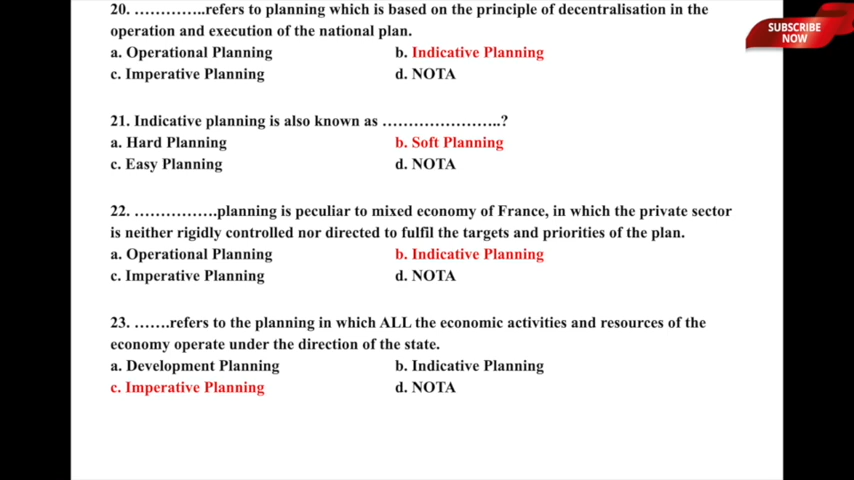 20. …………..refers to planning which is based on the principle of decentralisation in the
operation and execution of the national plan.
a. Operational Planning b. Indicative Planning
c. Imperative Planning d. NOTA
21. Indicative planning is also known as …………………..?
a. Hard Planning b. Soft Planning
c. Easy Planning d. NOTA
22. …………….planning is peculiar to mixed economy of France, in which the private sector
is neither rigidly controlled nor directed to fulfil the targets and priorities of the plan.
a. Operational Planning b. Indicative Planning
c. Imperative Planning d. NOTA
23. …….refers to the planning in which ALL the economic activities and resources of the
economy operate under the direction of the state.
a. Development Planning b. Indicative Planning
c. Imperative Planning d. NOTA
SUBSCRIBE
NOW